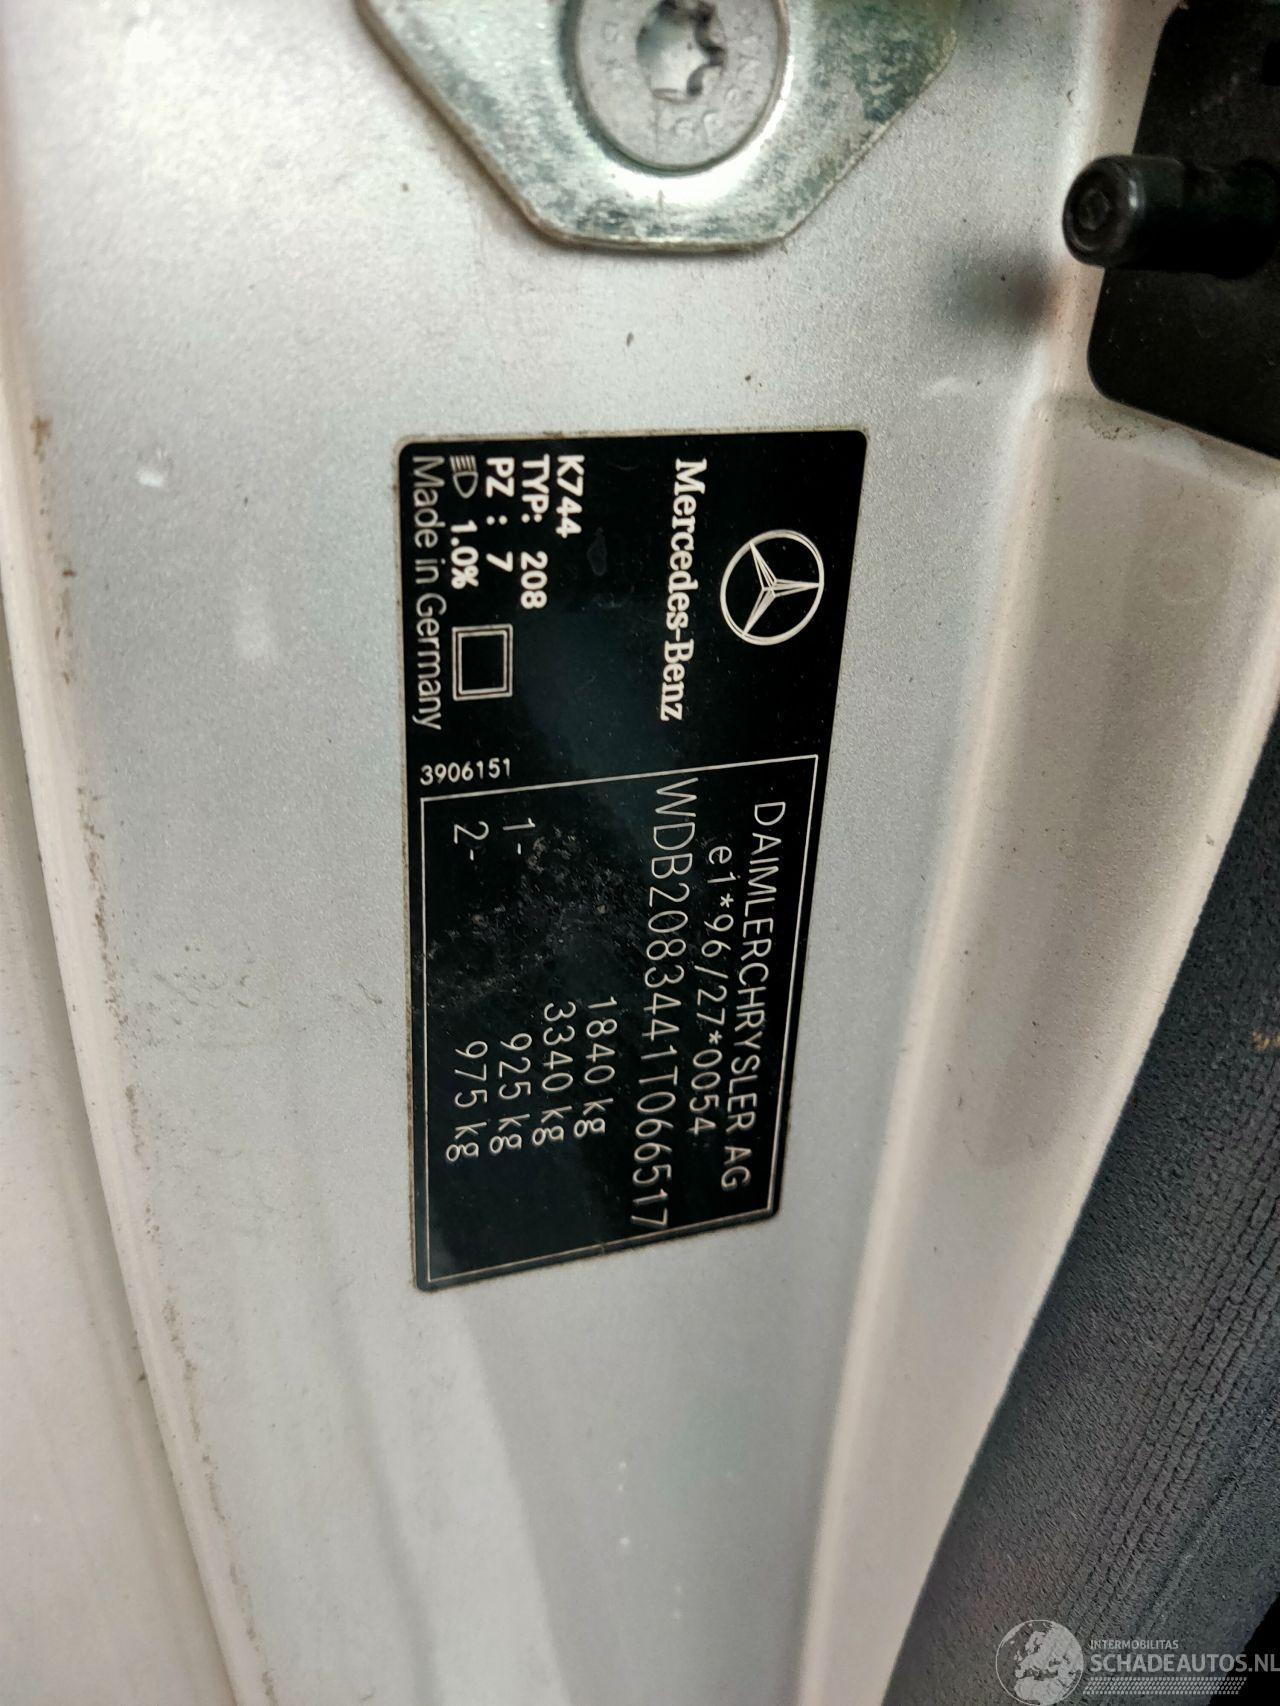 Mercedes-Benz
K744
TYP: 208
PZ : 7
1.0%
Made in Germany
3906151
DAIMLERCHRYSLER AG
e1*96/27*0054
WDB2083441T066517
1840 kg
3340 kg
1- 925 kg
2- 975 kg
INTERMOBILITAS
SCHADEAUTOS.NL